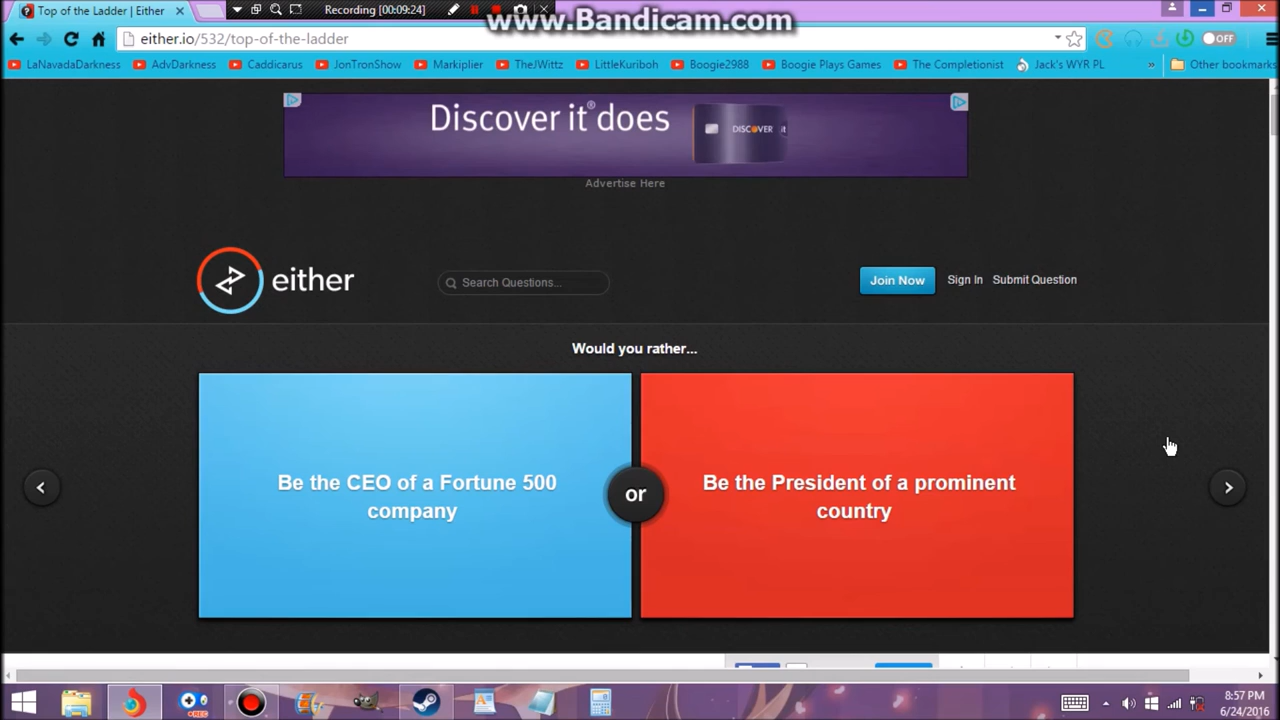 Top of the Ladder | Either
Recording [00:09:24]
www.Bandicam.com
either.io/532/top-of-the-ladder
OFF
LaNavadaDarkness
AdvDarkness
Caddicarus
JonTronShow
Markiplier
TheJWittz
LittleKuriboh
Boogie2988
Boogie Plays Games
The Completionist
Jack's WYR PL
»
Other bookmarks
Discover it® does
DISCOVER it
Advertise Here
either
Search Questions...
Join Now
Sign In
Submit Question
Would you rather...
Be the CEO of a Fortune 500
company
or
Be the President of a prominent
country
REC
8:57 PM
6/24/2016